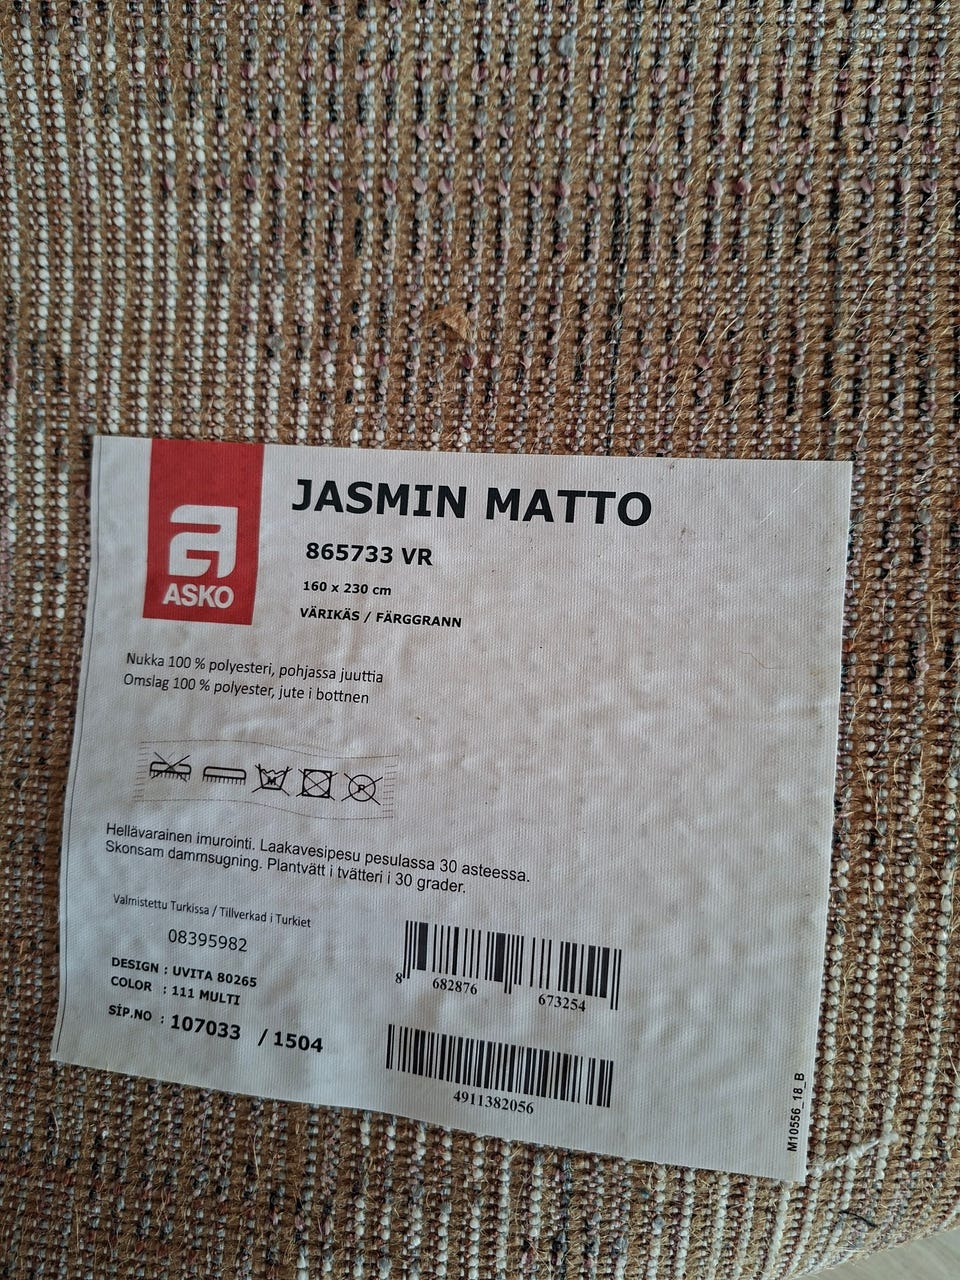 JASMIN MATTO
865733 VR
160 x 230 cm
VÄRIKÄS / FÄRGGRANN
ASKO
Nukka 100 % polyesteri, pohjassa juuttia
Omslag 100 % polyester, jute i bottnen
M
P
Hellävarainen imurointi. Laakavesipesu pesulassa 30 asteessa.
Skonsam dammsugning. Plantvätt i tvätteri i 30 grader.
Valmistettu Turkissa / Tillverkad i Turkiet
08395982
DESIGN : UVITA 80265
COLOR : 111 MULTI
SİP.NO : 107033 / 1504
8 682876 673254
4911382056
M10556_18_B